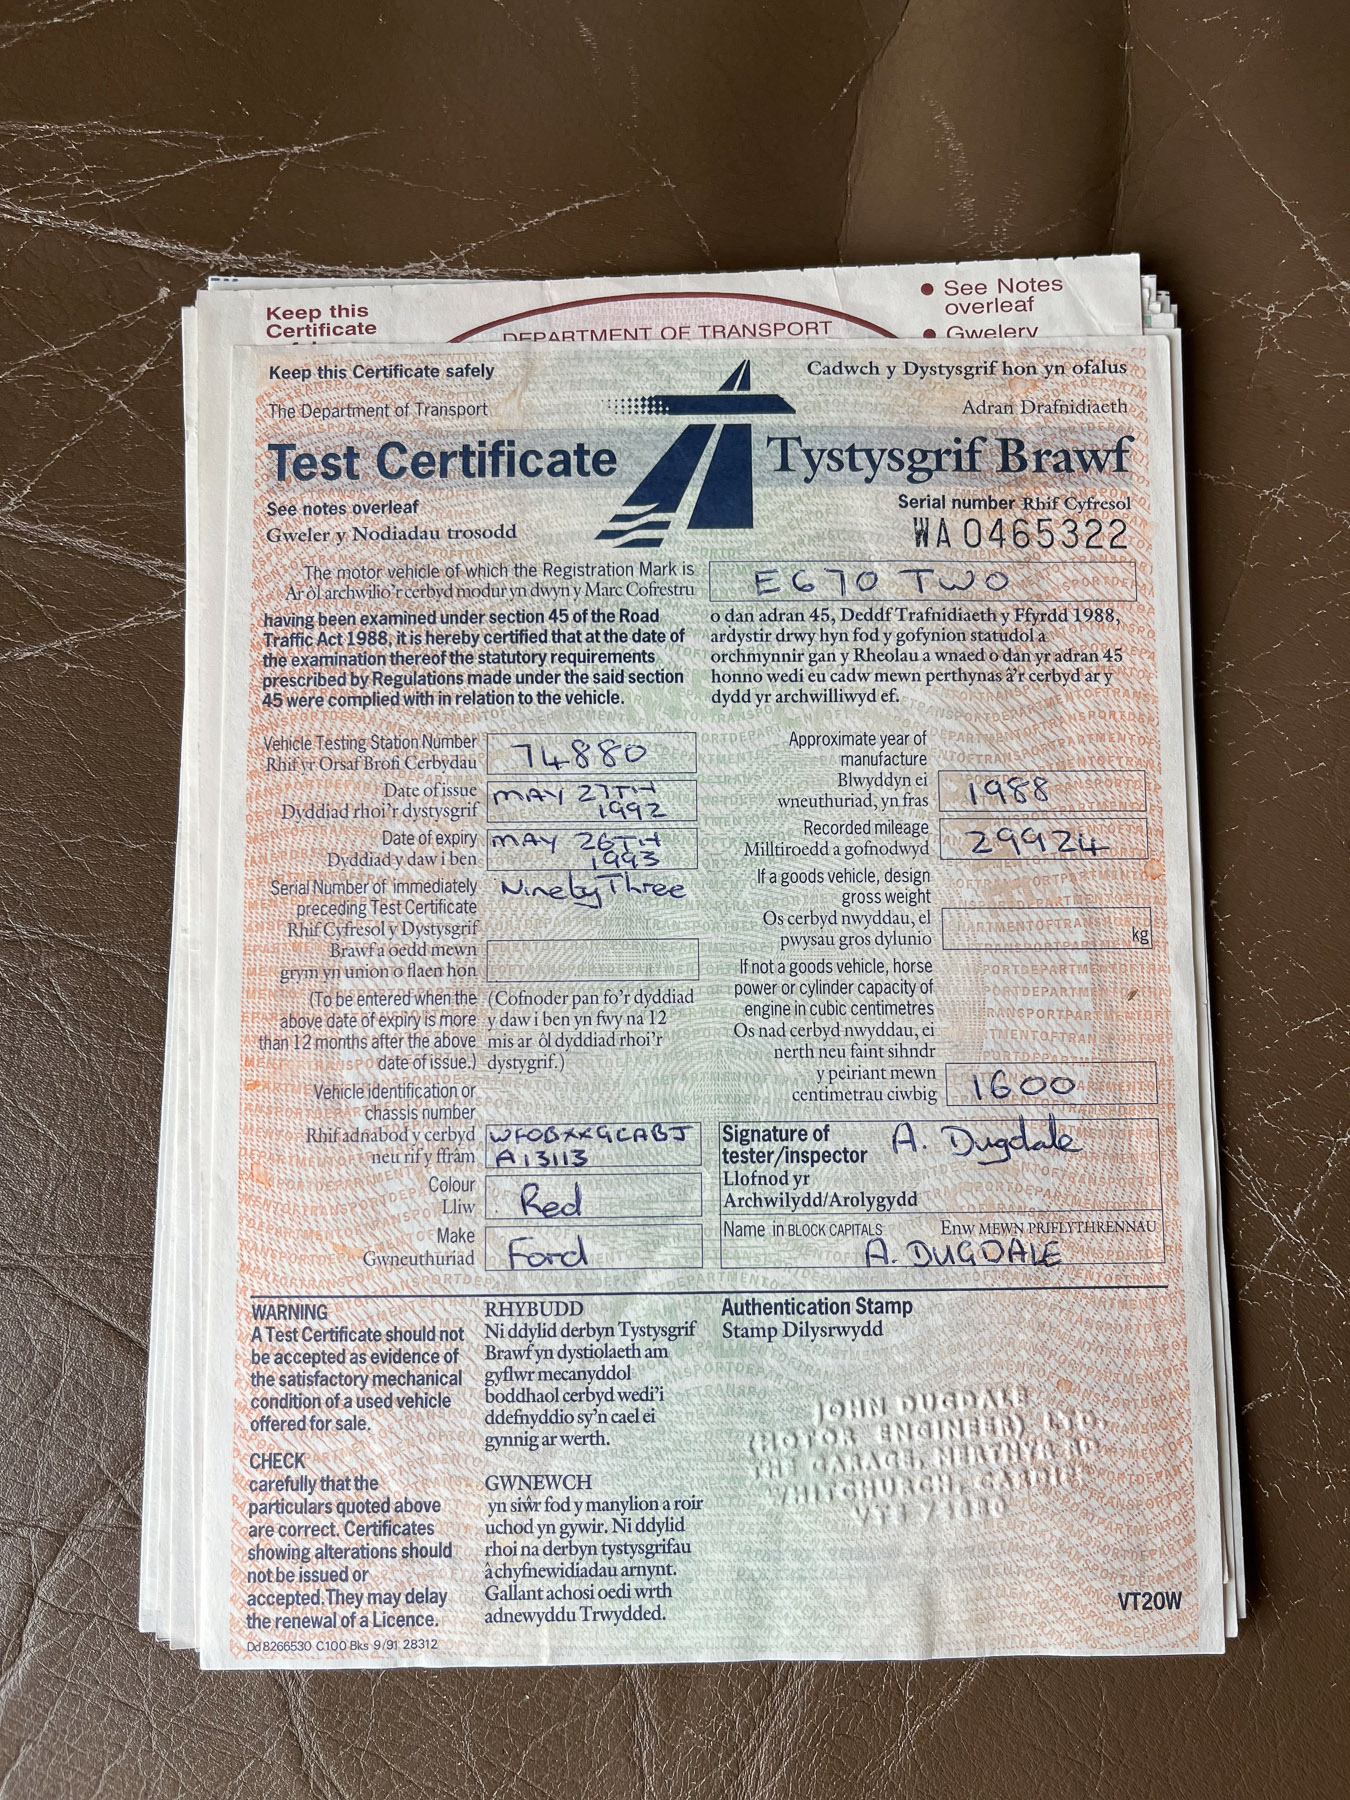 Keep this
Certificate
DEPARTMENT OF TRANSPORT
• See Notes
overleaf
• Gwelery
Keep this Certificate safely
Cadwch y Dystysgrif hon yn ofalus
The Department of Transport
Adran Drafnidiaeth
Test Certificate
Tystysgrif Brawf
See notes overleaf
Gweler y Nodiadau trosodd
Serial number Rhif Cyfresol
WA 0465322
The motor vehicle of which the Registration Mark is
Ar ôl archwilio'r cerbyd modur yn dwyn y Marc Cofrestru
E670 TWO
having been examined under section 45 of the Road
Traffic Act 1988, it is hereby certified that at the date of
the examination thereof the statutory requirements
prescribed by Regulations made under the said section
45 were complied with in relation to the vehicle.
o dan adran 45, Deddf Trafnidiaeth y Ffyrdd 1988,
ardystir drwy hyn fod y gofynion statudol a
orchmynnir gan y Rheolau a wnaed o dan yr adran 45
honno wedi eu cadw mewn perthynas â'r cerbyd ar y
dydd yr archwiliwyd ef.
Vehicle Testing Station Number
Rhif yr Orsaf Brofi Cerbydau
74880
Date of issue
Dyddiad rhoi'r dystysgrif
MAY 27TH
1992
Date of expiry
Dyddiad y daw i ben
MAY 26TH
1993
Ninety Three
Serial Number of immediately
preceding Test Certificate
Rhif Cyfresol y Dystysgrif
Brawf a oedd mewn
grym yn union o flaen hon
(To be entered when the
above date of expiry is more
than 12 months after the above
date of issue.)
(Cofnoder pan fo'r dyddiad
y daw i ben yn fwy na 12
mis ar ôl dyddiad rhoi'r
dystygrif.)
Vehicle identification or
chassis number
Rhif adnabod y cerbyd
neu rif y ffrâm
WFOBXXGCABJ
A13113
Colour
Lliw
Red
Make
Gwneuthuriad
Ford
Approximate year of
manufacture
Blwyddyn ei
wneuthuriad, yn fras
1988
Recorded mileage
Milltiroedd a gofnodwyd
29924
If a goods vehicle, design
gross weight
Os cerbyd nwyddau, el
pwysau gros dylunio
kg
If not a goods vehicle, horse
power or cylinder capacity of
engine in cubic centimetres
Os nad cerbyd nwyddau, ei
nerth neu faint sihndr
y peiriant mewn
centimetrau ciwbig
1600
Signature of
tester/inspector
Llofnod yr
Archwilydd/Arolygydd
A. Dugdale
Name in BLOCK CAPITALS
Enw MEWN PRIFLYTHRENNAU
A. DUGDALE
WARNING
A Test Certificate should not
be accepted as evidence of
the satisfactory mechanical
condition of a used vehicle
offered for sale.
CHECK
carefully that the
particulars quoted above
are correct. Certificates
showing alterations should
not be issued or
accepted. They may delay
the renewal of a Licence.
RHYBUDD
Ni ddylid derbyn Tystysgrif
Brawf yn dystiolaeth am
gyflwr mecanyddol
boddhaol cerbyd wedi'i
ddefnyddio sy'n cael ei
gynnig ar werth.
GWNEWCH
yn siŵr fod y manylion a roir
uchod yn gywir. Ni ddylid
rhoi na derbyn tystysgrifau
â chyfnewidiadau arnynt.
Gallant achosi oedi wrth
adnewyddu Trwydded.
Authentication Stamp
Stamp Dilysrwydd
JOHN DUGDALE
(MOTOR ENGINEER) LTD.
THE GARAGE, MERTHYR RD
WHITCHURCH, CARDIFF
VTS 74880
VT20W
Dd 8266530 C100 Bks 9/91 28312